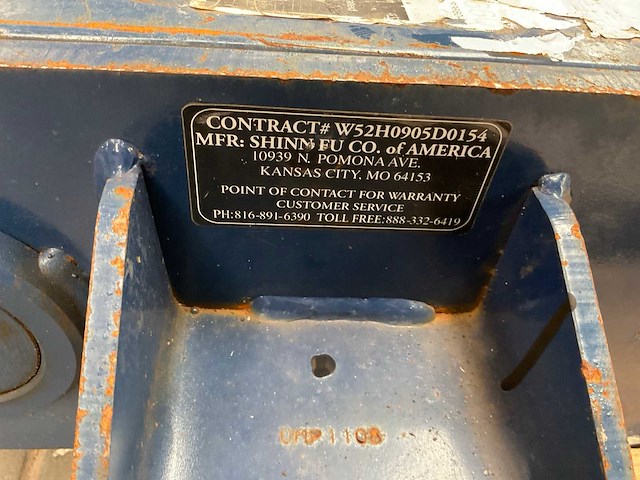 CONTRACT# W52H0905D0154
MFR: SHINN FU CO. of AMERICA
10939 N. POMONA AVE.
KANSAS CITY, MO 64153
POINT OF CONTACT FOR WARRANTY
CUSTOMER SERVICE
PH:816-891-6390 TOLL FREE:888-332-6419